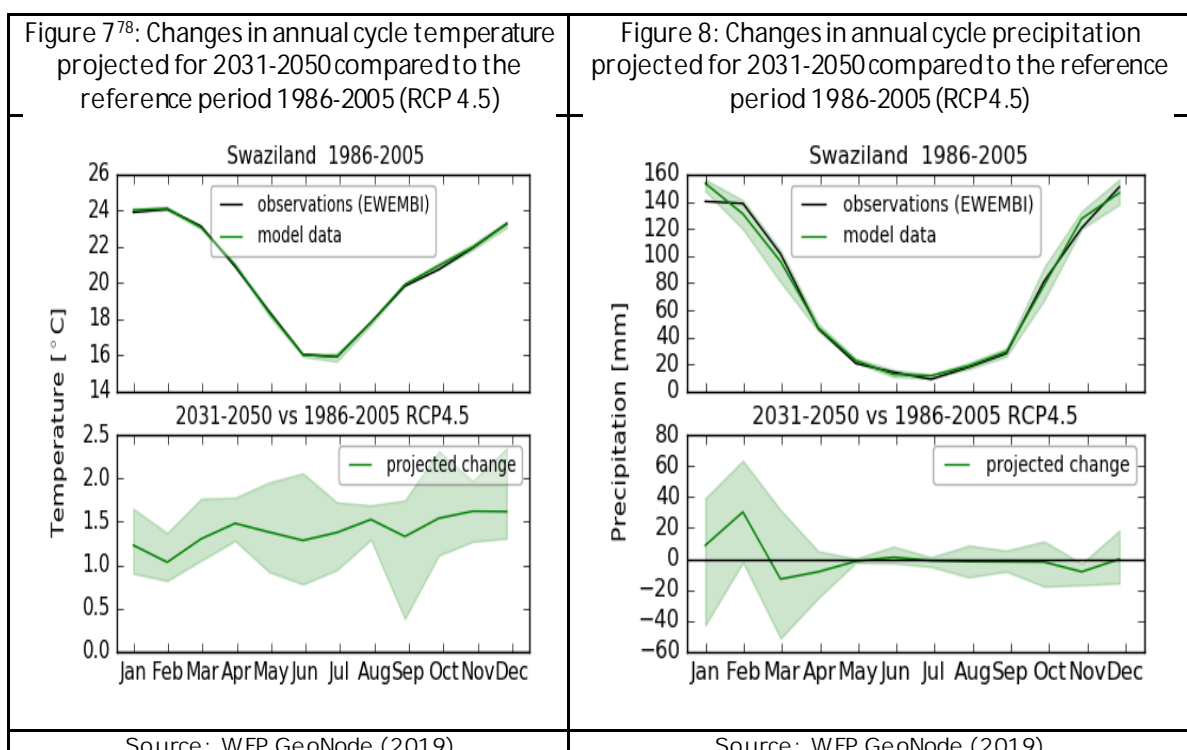 Figure 7⁷⁸: Changes in annual cycle temperature
projected for 2031-2050 compared to the
reference period 1986-2005 (RCP 4.5)
Swaziland 1986-2005
26
24
22
20
18
16
14
observations (EWEMBI)
model data
Temperature [°C]
2031-2050 vs 1986-2005 RCP4.5
2.5
2.0
1.5
1.0
0.5
0.0
projected change
Jan Feb Mar Apr May Jun Jul Aug Sep Oct Nov Dec
Source: WFP GeoNode (2019)
Figure 8: Changes in annual cycle precipitation
projected for 2031-2050 compared to the reference
period 1986-2005 (RCP4.5)
Swaziland 1986-2005
160
140
120
100
80
60
40
20
0
observations (EWEMBI)
model data
Precipitation [mm]
2031-2050 vs 1986-2005 RCP4.5
80
60
40
20
0
−20
−40
−60
projected change
Jan Feb Mar Apr May Jun Jul Aug Sep Oct Nov Dec
Source: WFP GeoNode (2019)